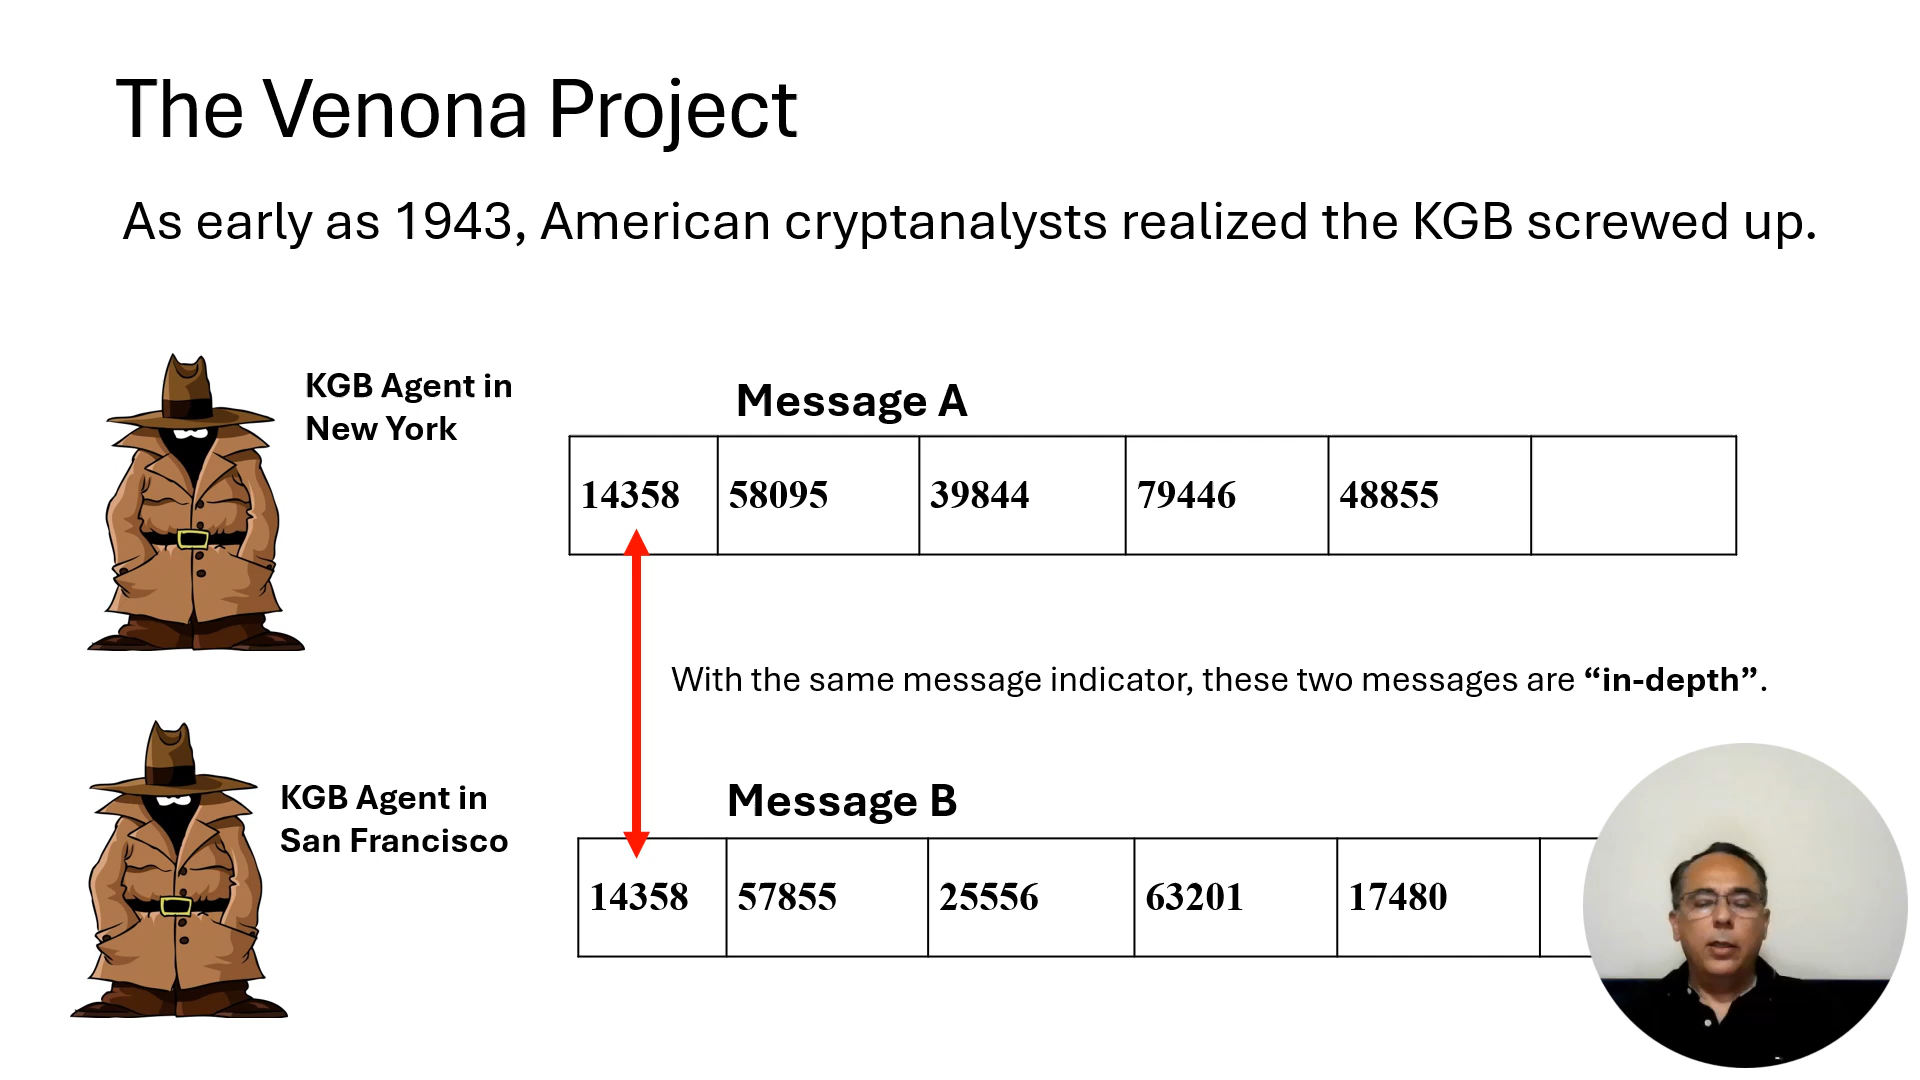 The Venona Project
As early as 1943, American cryptanalysts realized the KGB screwed up.
KGB Agent in
New York
Message A
14358 58095 39844 79446 48855
With the same message indicator, these two messages are “in-depth”.
KGB Agent in
San Francisco
Message B
14358 57855 25556 63201 17480